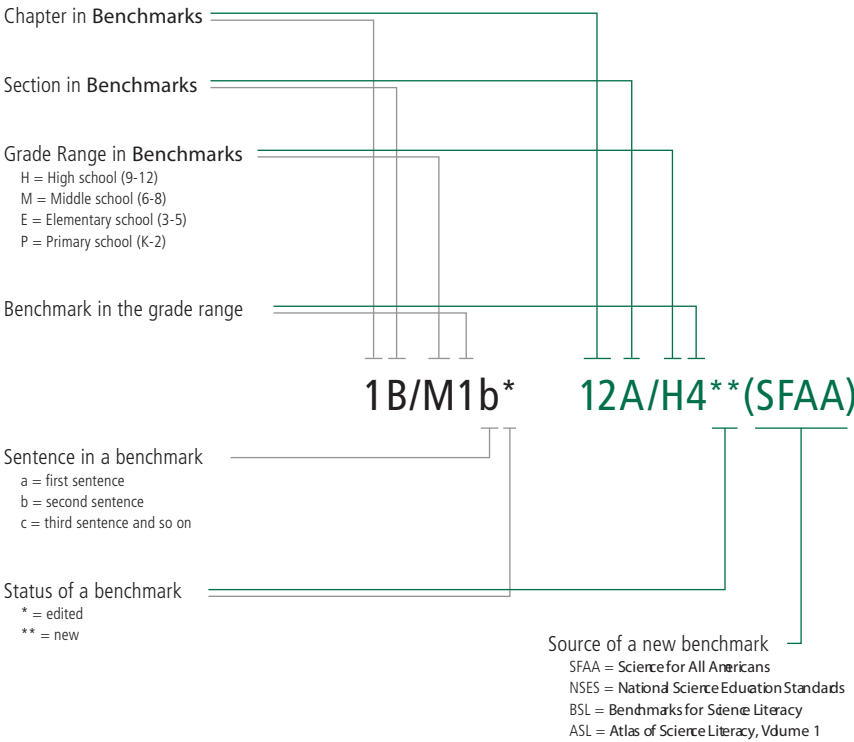 Chapter in Benchmarks
Section in Benchmarks
Grade Range in Benchmarks
H = High school (9-12)
M = Middle school (6-8)
E = Elementary school (3-5)
P = Primary school (K-2)
Benchmark in the grade range
1B/M1b* 12A/H4**(SFAA)
Sentence in a benchmark
a = first sentence
b = second sentence
c = third sentence and so on
Status of a benchmark
* = edited
** = new
Source of a new benchmark
SFAA = Science for All Americans
NSES = National Science Education Standards
BSL = Benchmarks for Science Literacy
ASL = Atlas of Science Literacy, Volume 1